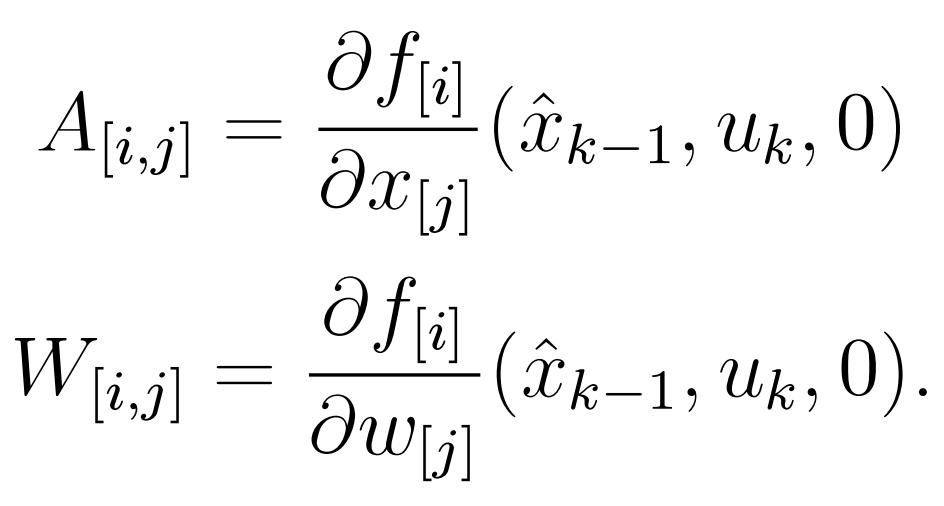 A_{[i,j]} = \frac{\partial f_{[i]}}{\partial x_{[j]}}(\hat{x}_{k-1}, u_k, 0)
W_{[i,j]} = \frac{\partial f_{[i]}}{\partial w_{[j]}}(\hat{x}_{k-1}, u_k, 0).